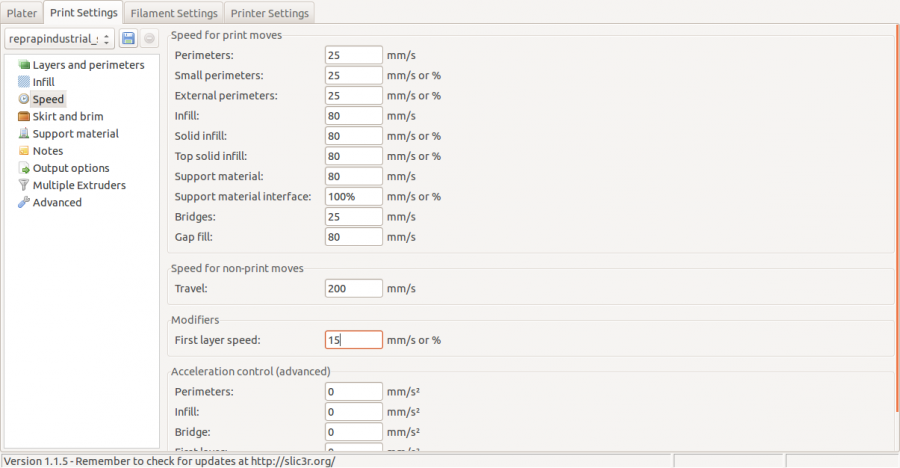 Plater Print Settings Filament Settings Printer Settings
reprapindustrial_
Layers and perimeters
Infill
Speed
Skirt and brim
Support material
Notes
Output options
Multiple Extruders
Advanced
Speed for print moves
Perimeters: 25 mm/s
Small perimeters: 25 mm/s or %
External perimeters: 25 mm/s or %
Infill: 80 mm/s
Solid infill: 80 mm/s or %
Top solid infill: 80 mm/s or %
Support material: 80 mm/s
Support material interface: 100% mm/s or %
Bridges: 25 mm/s
Gap fill: 80 mm/s
Speed for non-print moves
Travel: 200 mm/s
Modifiers
First layer speed: 15 mm/s or %
Acceleration control (advanced)
Perimeters: 0 mm/s²
Infill: 0 mm/s²
Bridge: 0 mm/s²
First layer: 0 mm/s²
Version 1.1.5 - Remember to check for updates at http://slic3r.org/